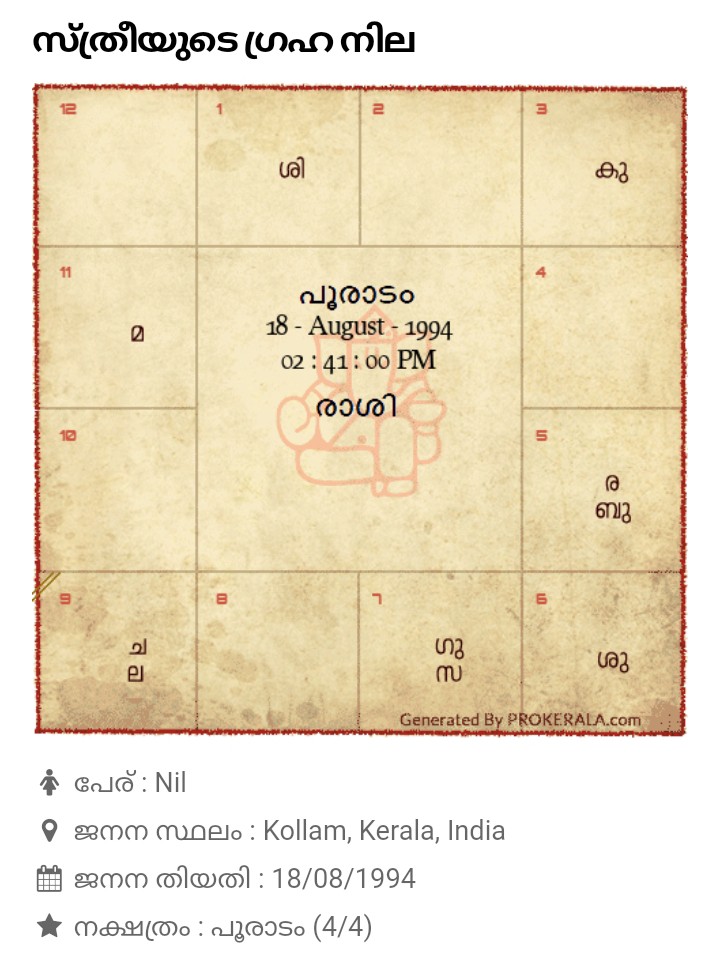 സ്ത്രീയുടെ ഗ്രഹ നില
12
1
2
3
ശി
കു
11
4
മ
പൂരാടം
18 - August - 1994
02 : 41 : 00 PM
രാശി
10
5
ര
ബു
9
8
7
6
ച
ല
ഗു
സ
ശു
Generated By PROKERALA.com
പേര് : Nil
ജനന സ്ഥലം : Kollam, Kerala, India
ജനന തിയതി : 18/08/1994
നക്ഷത്രം : പൂരാടം (4/4)